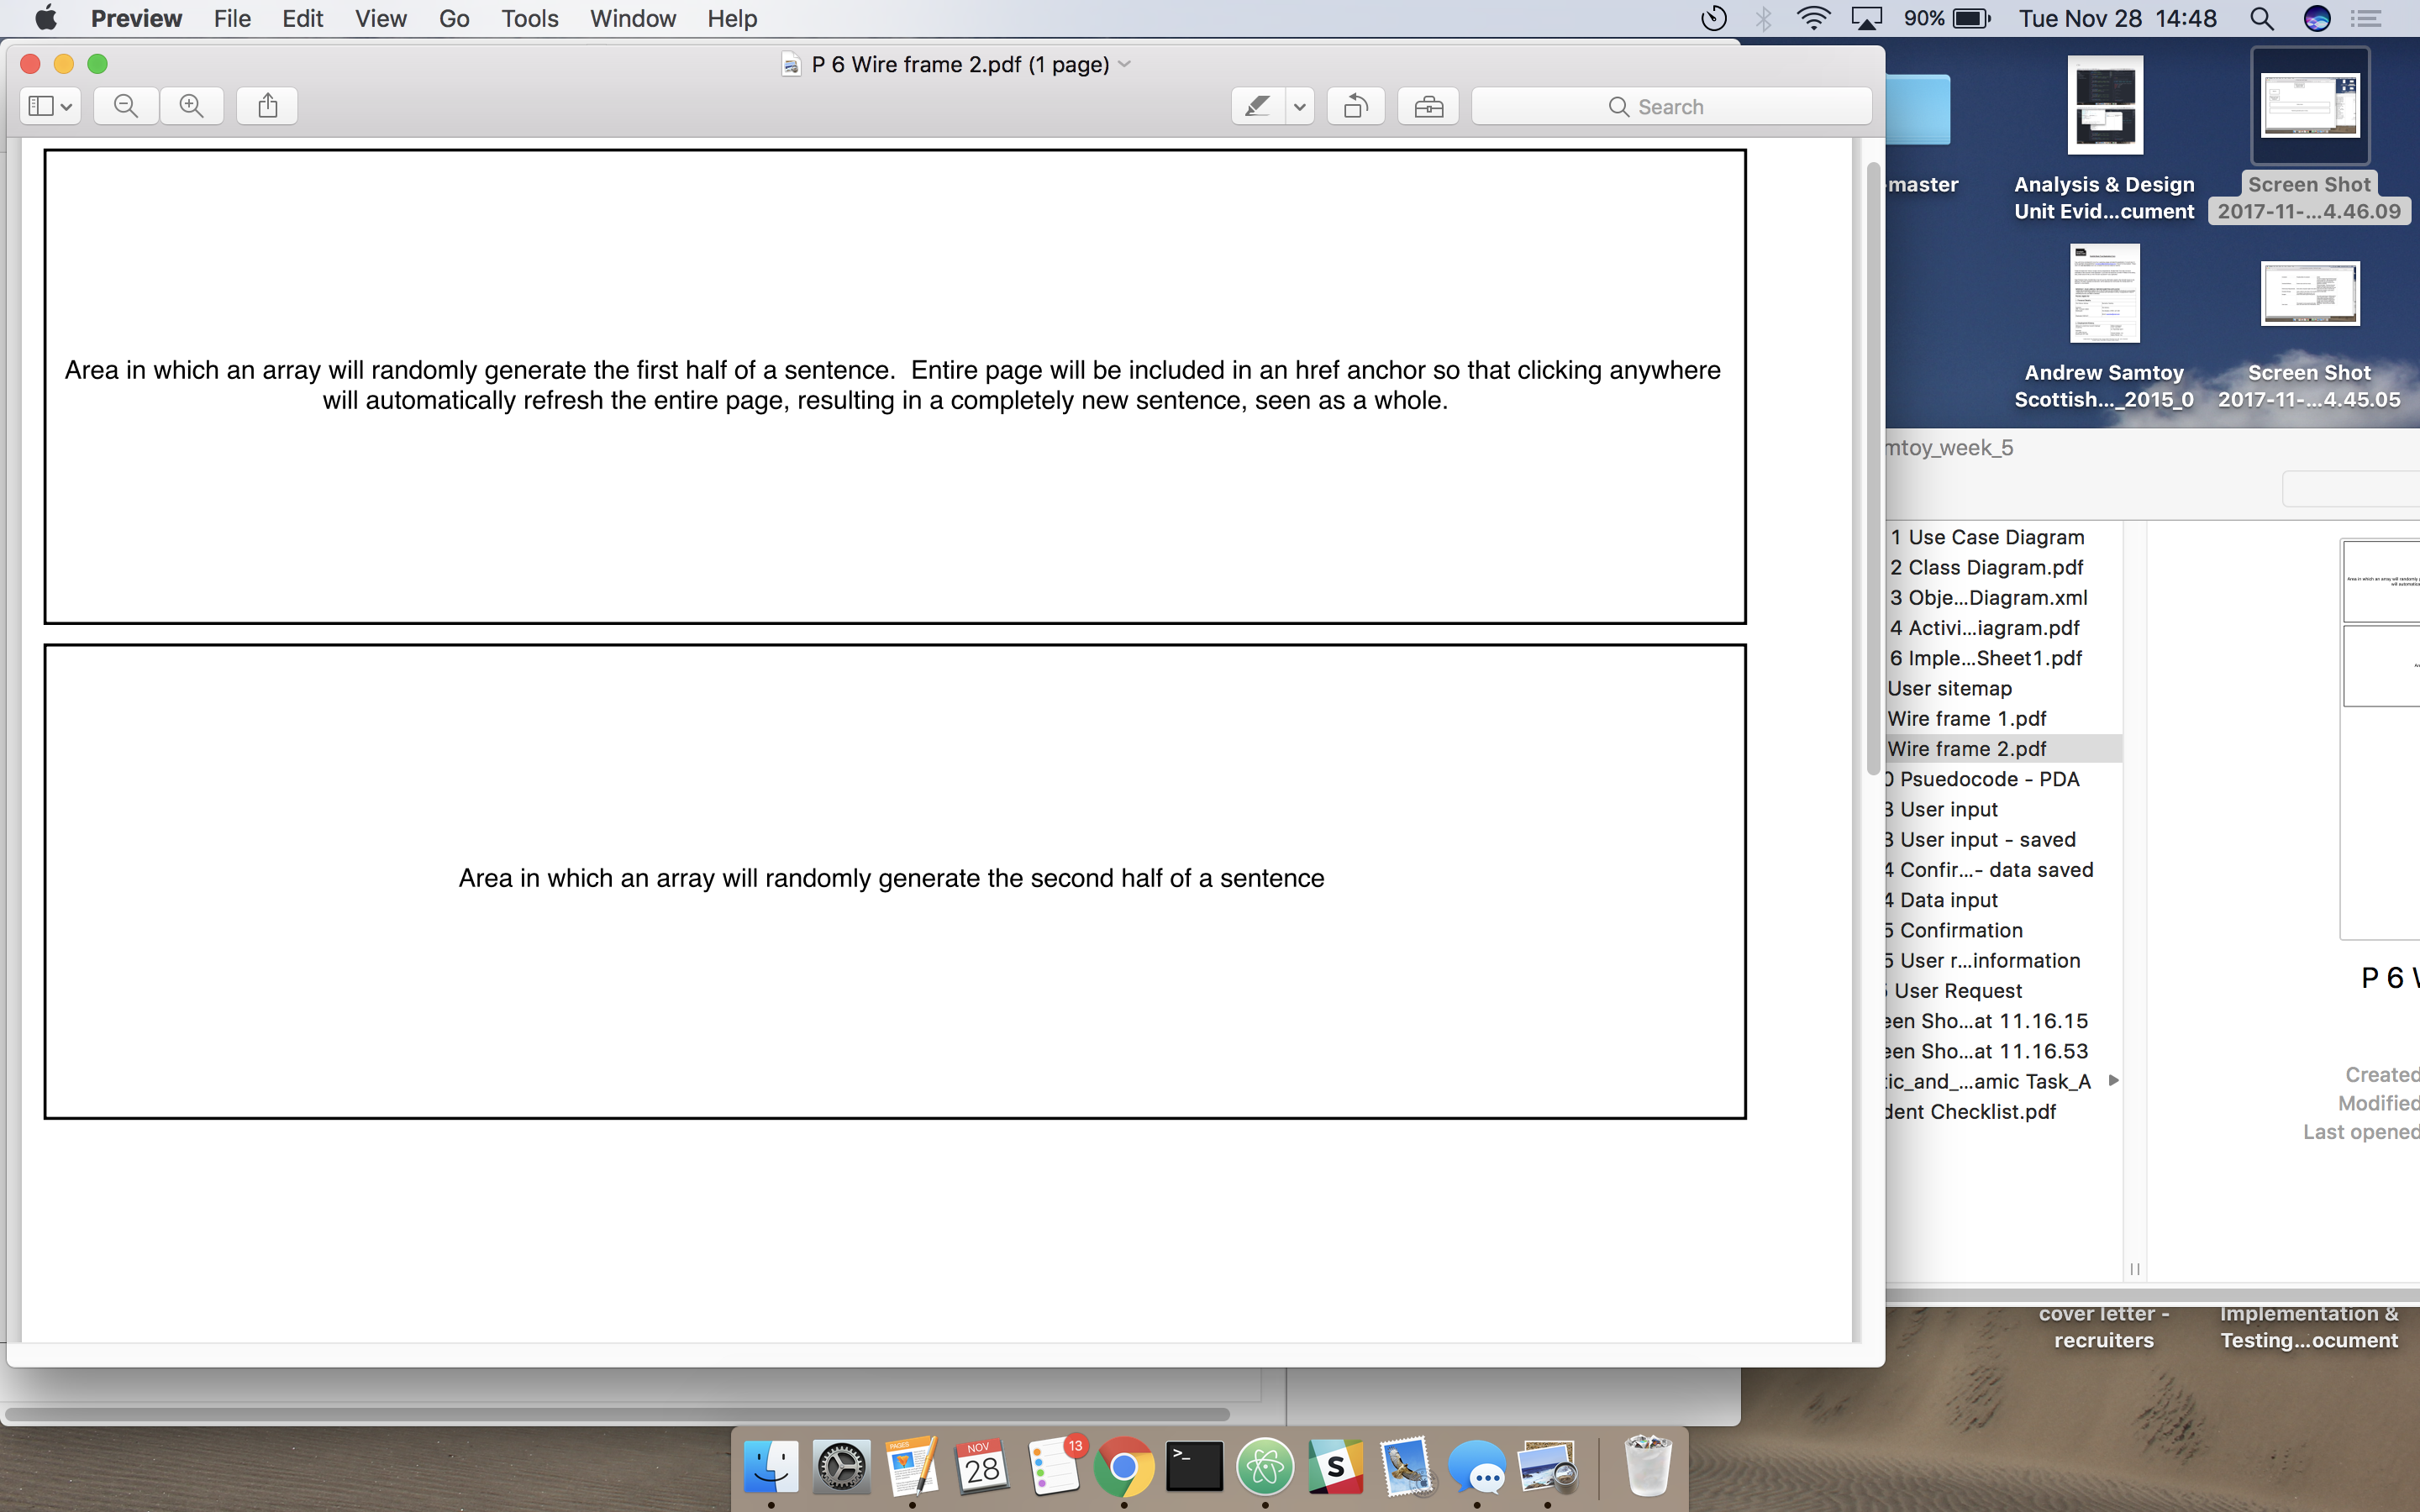 Preview File Edit View Go Tools Window Help 90% Tue Nov 28 14:48
P 6 Wire frame 2.pdf (1 page)
Search
Area in which an array will randomly generate the first half of a sentence.  Entire page will be included in an href anchor so that clicking anywhere
will automatically refresh the entire page, resulting in a completely new sentence, seen as a whole.
Area in which an array will randomly generate the second half of a sentence
-master
Analysis & Design
Unit Evid...cument
Screen Shot
2017-11-...4.46.09
Andrew Samtoy
Scottish..._2015_0
Screen Shot
2017-11-...4.45.05
mtoy_week_5
1 Use Case Diagram
2 Class Diagram.pdf
3 Obje...Diagram.xml
4 Activi...iagram.pdf
6 Imple...Sheet1.pdf
User sitemap
Wire frame 1.pdf
Wire frame 2.pdf
0 Psuedocode - PDA
3 User input
3 User input - saved
4 Confir...- data saved
4 Data input
5 Confirmation
5 User r...information
User Request
een Sho...at 11.16.15
een Sho...at 11.16.53
tic_and_...amic Task_A
dent Checklist.pdf
P 6 W
Created
Modified
Last opened
cover letter -
recruiters
Implementation &
Testing...ocument
PAGES
NOV
28
13
>_
S